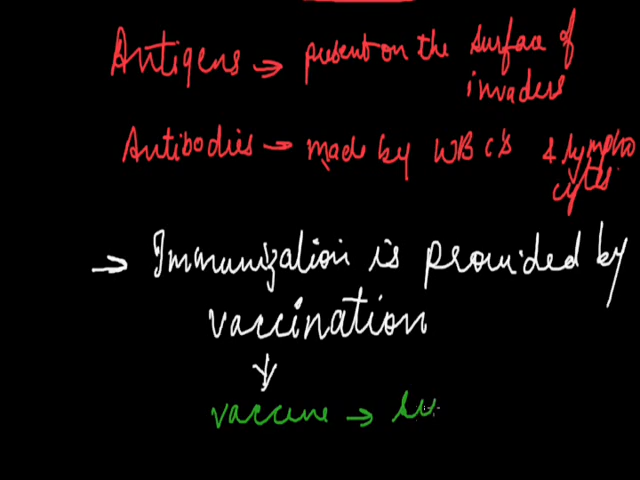 Antigens → present on the surface of
invaders
Antibodies → made by WBC's & lympho
cytes
→ Immunization is provided by
vaccination
↓
vaccine → su